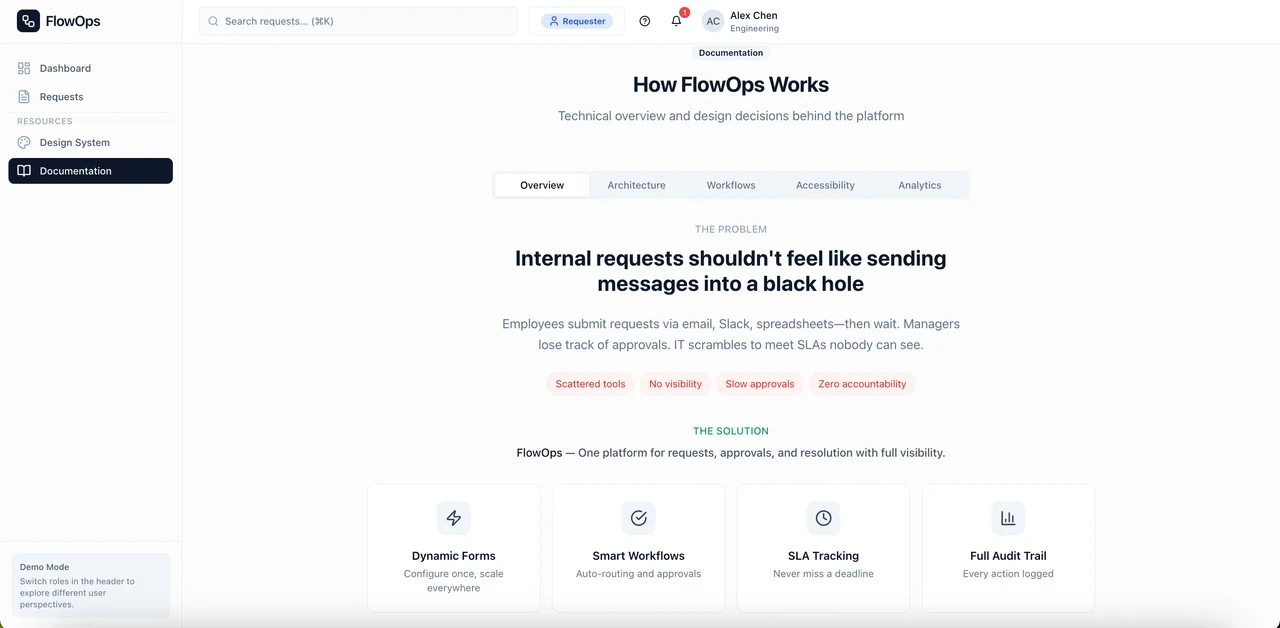 FlowOps
Search requests... (⌘K)
Requester
1
AC
Alex Chen
Engineering
Dashboard
Requests
RESOURCES
Design System
Documentation
Documentation
How FlowOps Works
Technical overview and design decisions behind the platform
Overview
Architecture
Workflows
Accessibility
Analytics
THE PROBLEM
Internal requests shouldn't feel like sending
messages into a black hole
Employees submit requests via email, Slack, spreadsheets—then wait. Managers
lose track of approvals. IT scrambles to meet SLAs nobody can see.
Scattered tools
No visibility
Slow approvals
Zero accountability
THE SOLUTION
FlowOps — One platform for requests, approvals, and resolution with full visibility.
Dynamic Forms
Configure once, scale
everywhere
Smart Workflows
Auto-routing and approvals
SLA Tracking
Never miss a deadline
Full Audit Trail
Every action logged
Demo Mode
Switch roles in the header to
explore different user
perspectives.